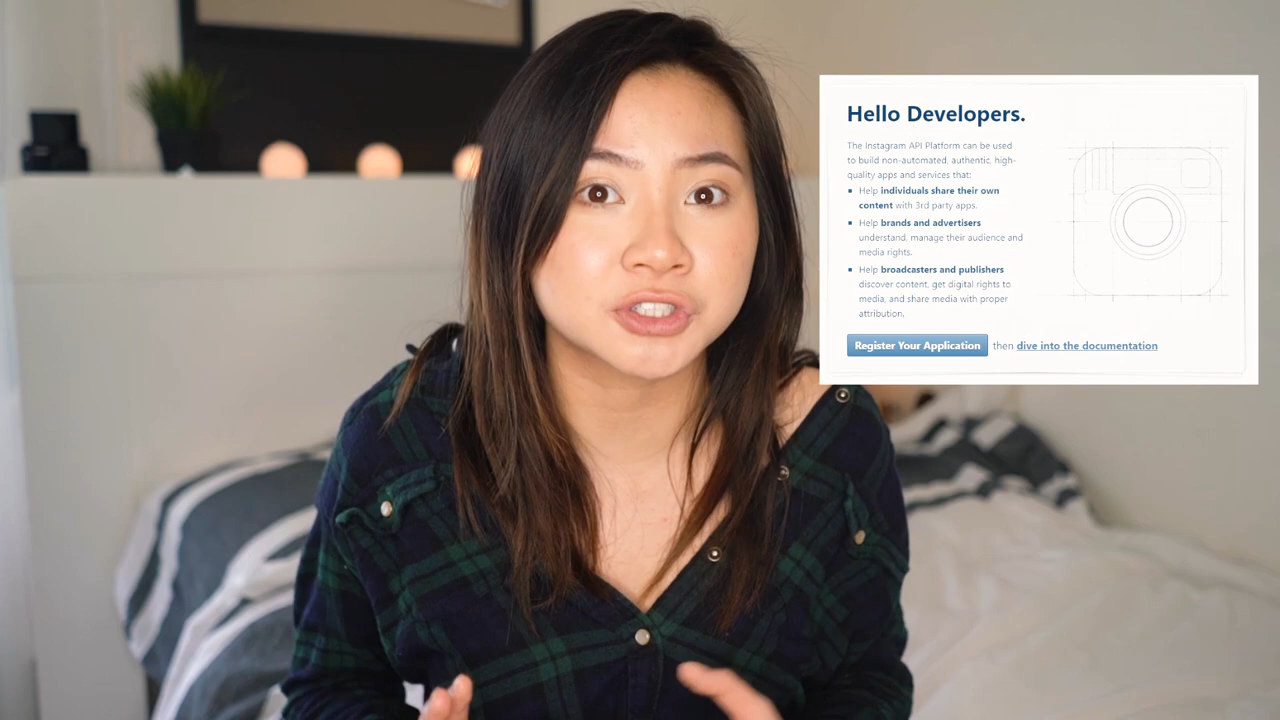 Hello Developers.
The Instagram API Platform can be used
to build non-automated, authentic, high-
quality apps and services that:
Help individuals share their own
content with 3rd party apps.
Help brands and advertisers
understand, manage their audience and
media rights.
Help broadcasters and publishers
discover content, get digital rights to
media, and share media with proper
attribution.
Register Your Application then dive into the documentation